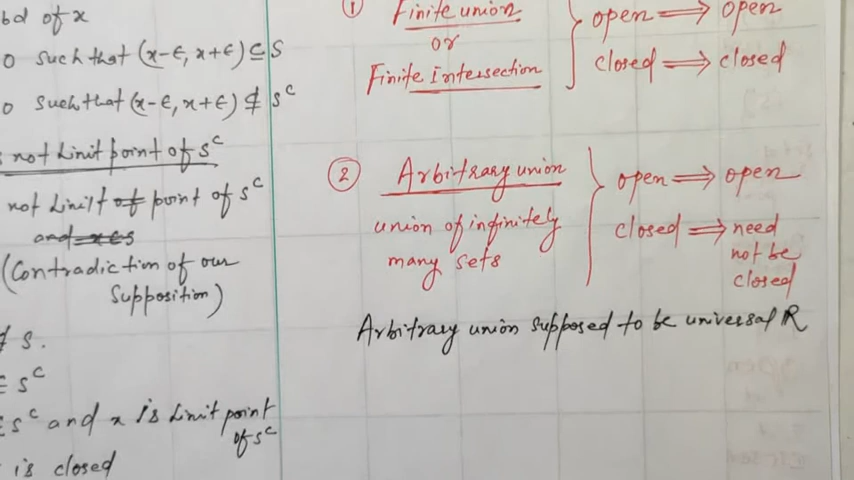 bd of x
0 such that (x-ϵ, x+ϵ) ⊆ S
0 such that (x-ϵ, x+ϵ) ⊄ S^c
not Limit point of S^c
not Limit of point of S^c
and x∈S
(Contradiction of our
Supposition)
∉ S.
∈ S^c
∈ S^c and x is Limit point
of S^c
is closed
① Finite union
or
Finite Intersection
open ⟹ open
closed ⟹ closed
② Arbitrary union
union of infinitely
many sets
open ⟹ open
closed ⟹ need
not be
closed
Arbitrary union supposed to be universal R